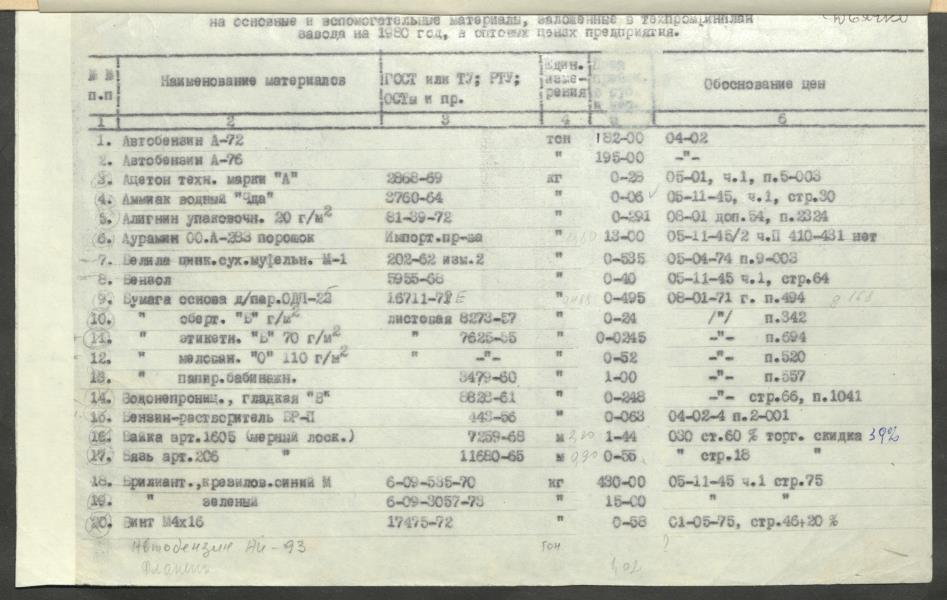 на основные и вспомогательные материалы, заложенные в техпромфинплан
завода на 1980 год, в оптовых ценах предприятия.
№№ п.п Наименование материалов ГОСТ или ТУ; РТУ; ОСТы и пр. Един. измерения Обоснование цен
1 2 3 4 5 6
1. Автобензин А-72 тон 182-00 04-02
2. Автобензин А-76 " 195-00 -"-
3. Ацетон техн. марки "А" 2868-69 кг 0-28 05-01, ч.1, п.5-003
4. Аммиак водный "Чда" 3760-64 " 0-06 05-11-45, ч.1, стр.30
5. Алигнин упаковочн. 20 г/м2 81-39-72 " 0-291 08-01 доп.54, п.2324
6. Аурамин ОО.А-283 порошок Импорт.пр-ва " 13-00 05-11-45/2 ч.П 410-431 нет
7. Белила цинк.сух.муфельн. М-1 202-62 изм.2 " 0-535 05-04-74 п.9-003
8. Бензол 5955-68 " 0-40 05-11-45 ч.1, стр.64
9. Бумага основа д/пар.ОДП-22 16711-71Е " 0-495 08-01-71 г. п.494
10. " оберт. "Б" г/м2 листовая 8273-57 " 0-24 /"/ п.342
11. " этикетн. "Б" 70 г/м2 " 7625-55 " 0-0245 -"- п.694
12. " мелован. "О" 110 г/м2 " -"- " 0-52 -"- п.520
13. " папир.бабинажн. 3479-60 " 1-00 -"- п.557
14. Водонепрониц., гладкая "В" 8828-61 " 0-248 -"- стр.66, п.1041
15. Бензин-растворитель БР-П 443-56 " 0-063 04-02-4 п.2-001
16. Байка арт.1605 (мерный лоск.) 7259-68 м 1-44 030 ст.60 % торг. скидка 39%
17. Бязь арт.206 " 11680-65 м 0,90 0-55 " стр.18 "
18. Брилиант.,крезилов.синий М 6-09-535-70 кг 430-00 05-11-45 ч.1 стр.75
19. " зеленый 6-09-3057-73 " 15-00 " "
20. Винт М4х16 17475-72 " 0-58 С1-05-75, стр.46+20 %
Автобензин АИ-93 тон ?